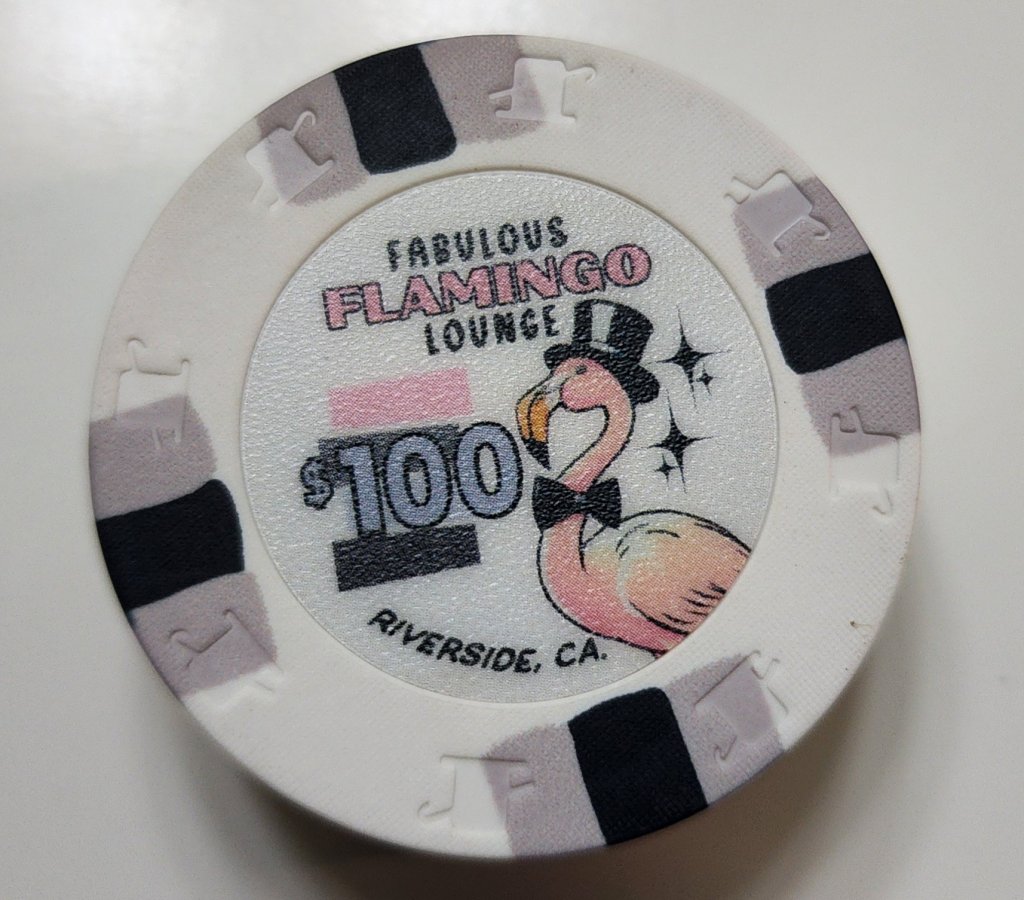 FABULOUS
FLAMINGO
LOUNGE
$100
RIVERSIDE, CA.